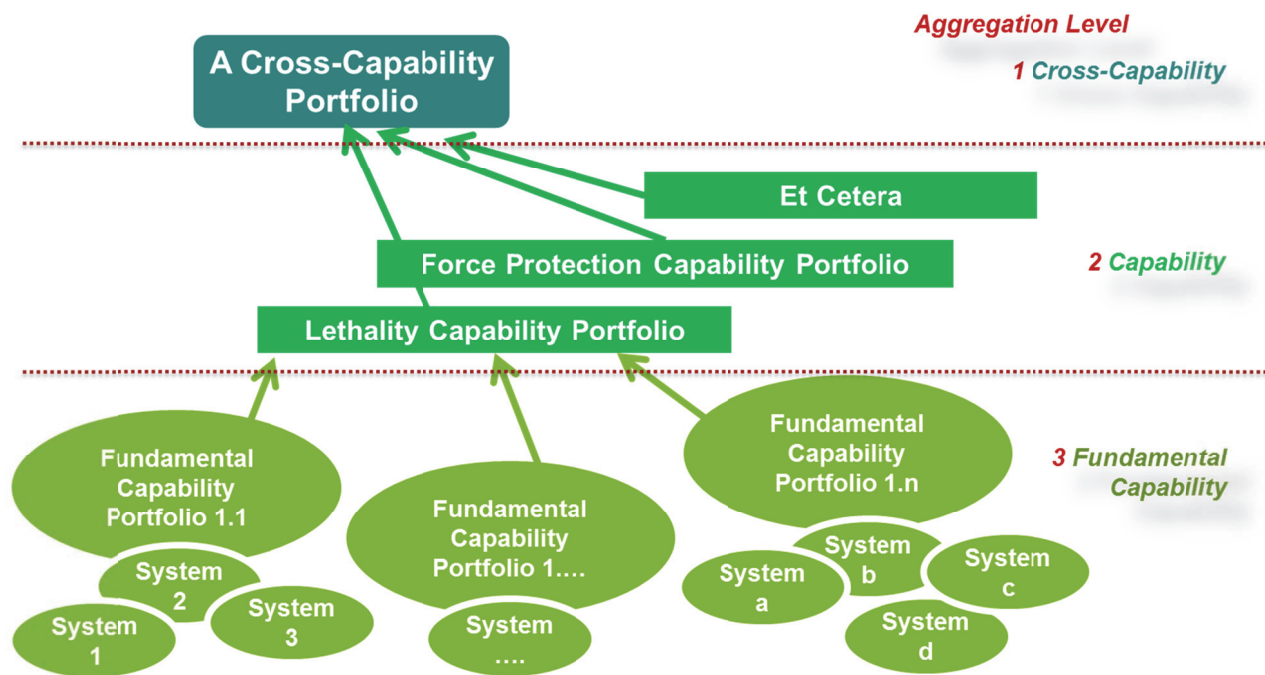 Aggregation Level
1 Cross-Capability
A Cross-Capability
Portfolio
Et Cetera
Force Protection Capability Portfolio
2 Capability
Lethality Capability Portfolio
Fundamental
Capability
Portfolio 1.1
Fundamental
Capability
Portfolio 1....
Fundamental
Capability
Portfolio 1.n
3 Fundamental
Capability
System
1
System
2
System
3
System
....
System
a
System
b
System
c
System
d